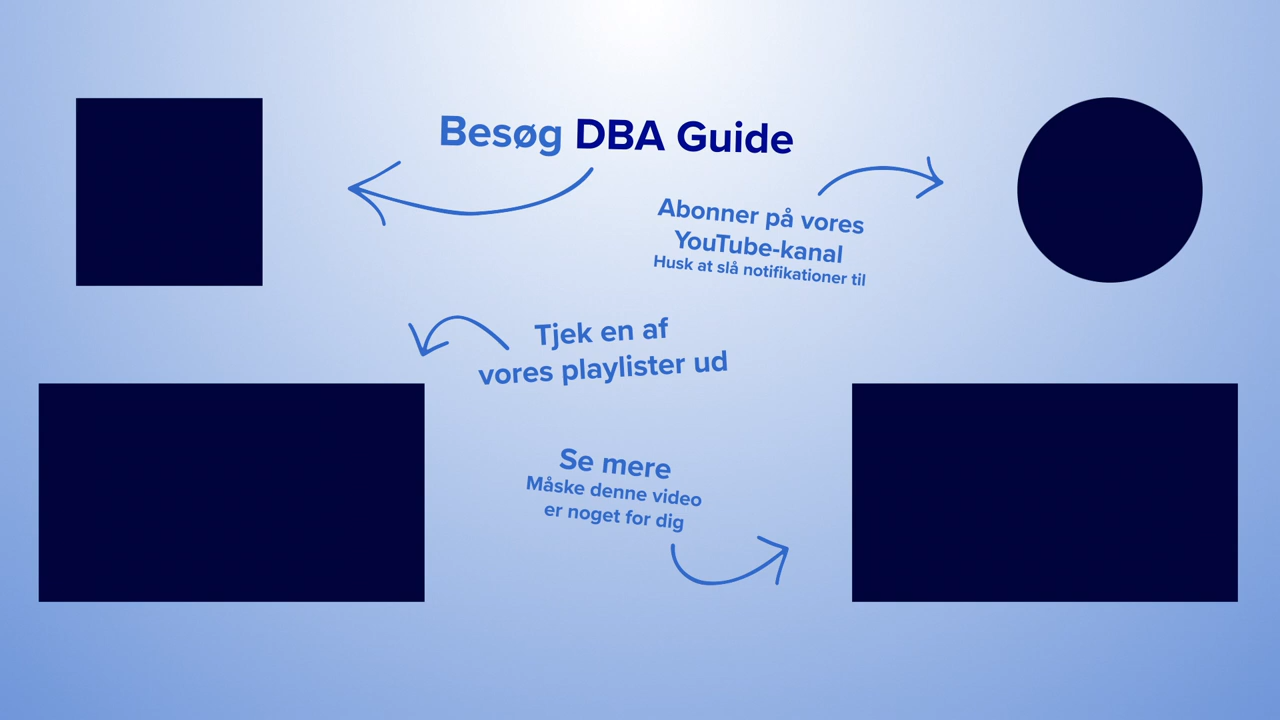 Besøg DBA Guide
Abonner på vores
YouTube-kanal
Husk at slå notifikationer til
Tjek en af
vores playlister ud
Se mere
Måske denne video
er noget for dig